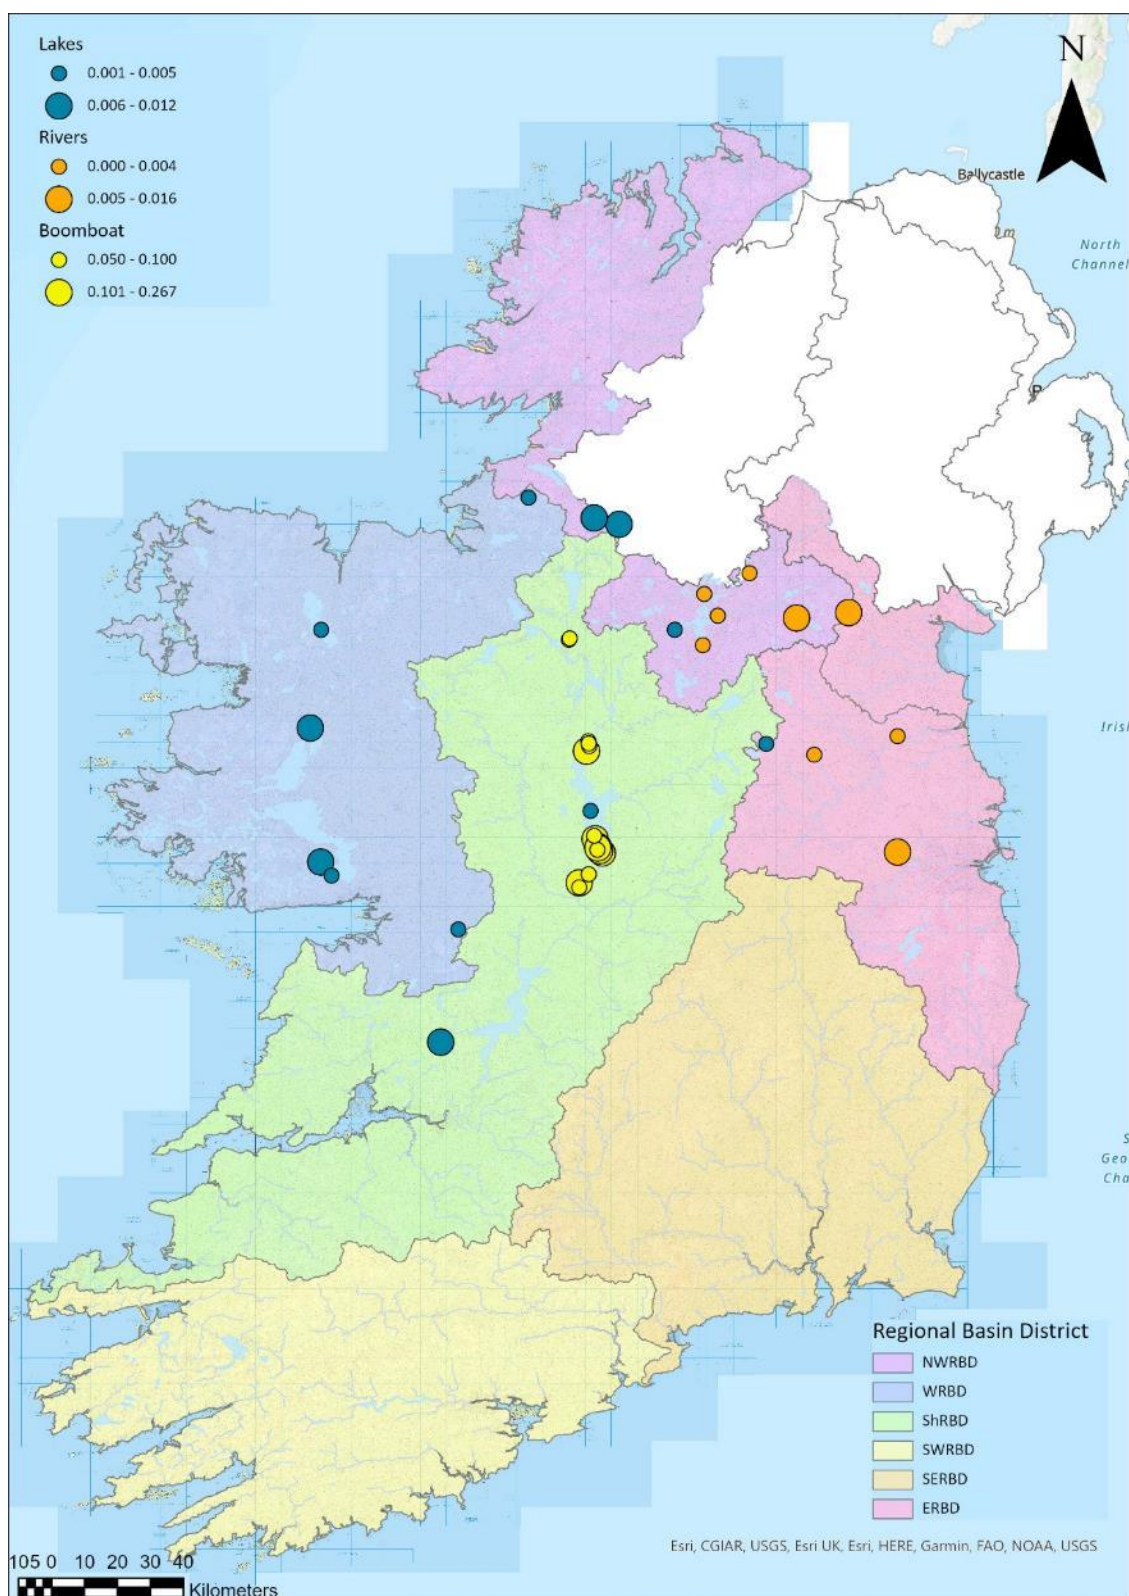 Lakes
0.001 - 0.005
0.006 - 0.012
Rivers
0.000 - 0.004
0.005 - 0.016
Boomboat
0.050 - 0.100
0.101 - 0.267
N
Ballycastle
North
Channel
Regional Basin District
NWRBD
WRBD
ShRBD
SWRBD
SERBD
ERBD
Esri, CGIAR, USGS, Esri UK, Esri, HERE, Garmin, FAO, NOAA, USGS
105 0 10 20 30 40
Kilometers